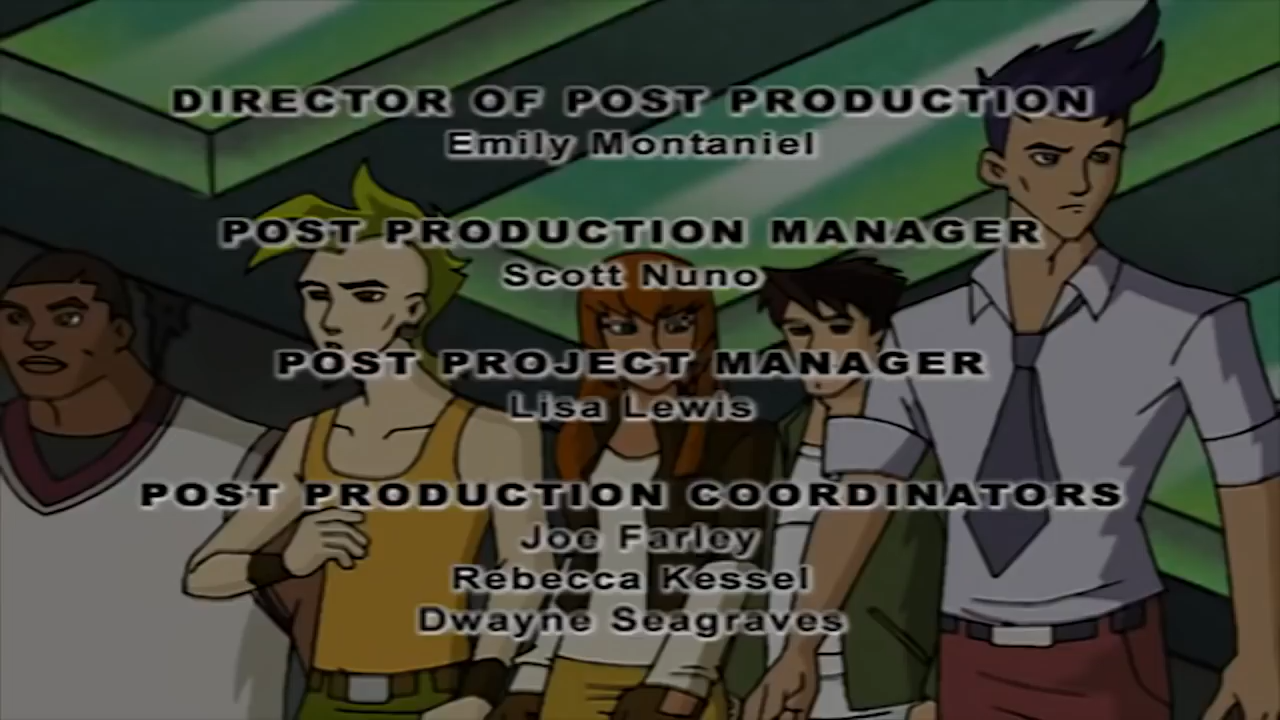 DIRECTOR OF POST PRODUCTION
Emily Montaniel
POST PRODUCTION MANAGER
Scott Nuno
POST PROJECT MANAGER
Lisa Lewis
POST PRODUCTION COORDINATORS
Joe Farley
Rebecca Kessel
Dwayne Seagraves